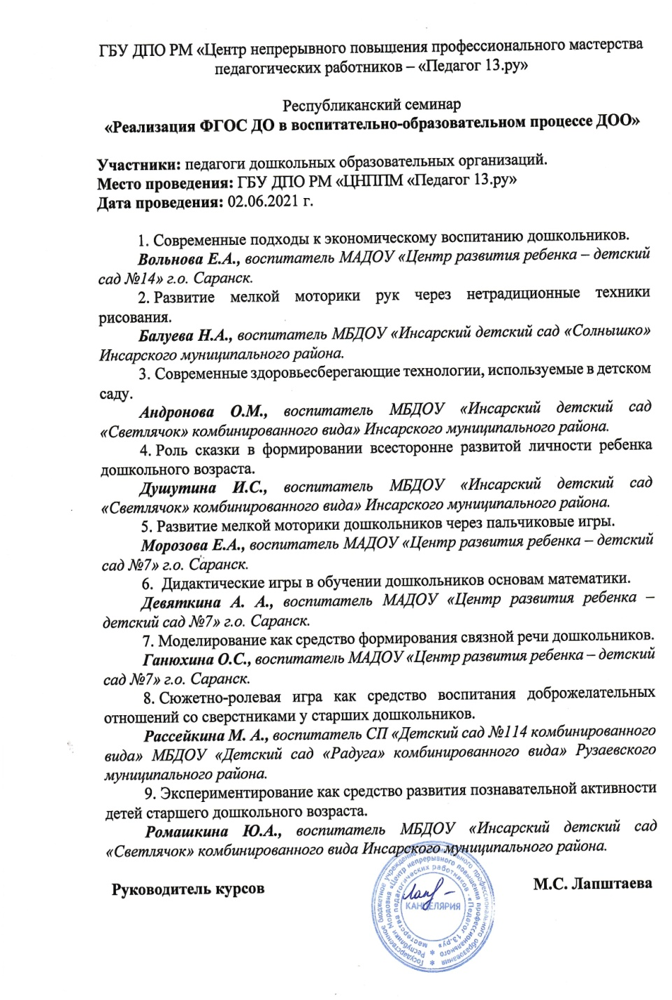 ГБУ ДПО РМ «Центр непрерывного повышения профессионального мастерства
педагогических работников – «Педагог 13.ру»
Республиканский семинар
«Реализация ФГОС ДО в воспитательно-образовательном процессе ДОО»
Участники: педагоги дошкольных образовательных организаций.
Место проведения: ГБУ ДПО РМ «ЦНППМ «Педагог 13.ру»
Дата проведения: 02.06.2021 г.
1. Современные подходы к экономическому воспитанию дошкольников.
Вольнова Е.А., воспитатель МАДОУ «Центр развития ребенка – детский
сад №14» г.о. Саранск.
2. Развитие мелкой моторики рук через нетрадиционные техники
рисования.
Балуева Н.А., воспитатель МБДОУ «Инсарский детский сад «Солнышко»
Инсарского муниципального района.
3. Современные здоровьесберегающие технологии, используемые в детском
саду.
Андронова О.М., воспитатель МБДОУ «Инсарский детский сад
«Светлячок» комбинированного вида» Инсарского муниципального района.
4. Роль сказки в формировании всесторонне развитой личности ребенка
дошкольного возраста.
Душутина И.С., воспитатель МБДОУ «Инсарский детский сад
«Светлячок» комбинированного вида» Инсарского муниципального района.
5. Развитие мелкой моторики дошкольников через пальчиковые игры.
Морозова Е.А., воспитатель МАДОУ «Центр развития ребенка – детский
сад №7» г.о. Саранск.
6. Дидактические игры в обучении дошкольников основам математики.
Девяткина А. А., воспитатель МАДОУ «Центр развития ребенка –
детский сад №7» г.о. Саранск.
7. Моделирование как средство формирования связной речи дошкольников.
Ганюхина О.С., воспитатель МАДОУ «Центр развития ребенка – детский
сад №7» г.о. Саранск.
8. Сюжетно-ролевая игра как средство воспитания доброжелательных
отношений со сверстниками у старших дошкольников.
Рассейкина М. А., воспитатель СП «Детский сад №114 комбинированного
вида» МБДОУ «Детский сад «Радуга» комбинированного вида» Рузаевского
муниципального района.
9. Экспериментирование как средство развития познавательной активности
детей старшего дошкольного возраста.
Ромашкина Ю.А., воспитатель МБДОУ «Инсарский детский сад
«Светлячок» комбинированного вида Инсарского муниципального района.
Руководитель курсов
М.С. Лапштаева
Государственное бюджетное учреждение дополнительного профессионального образования
Республики Мордовия «Центр непрерывного повышения профессионального
мастерства педагогических работников - «Педагог 13.ру»
КАНЦЕЛЯРИЯ